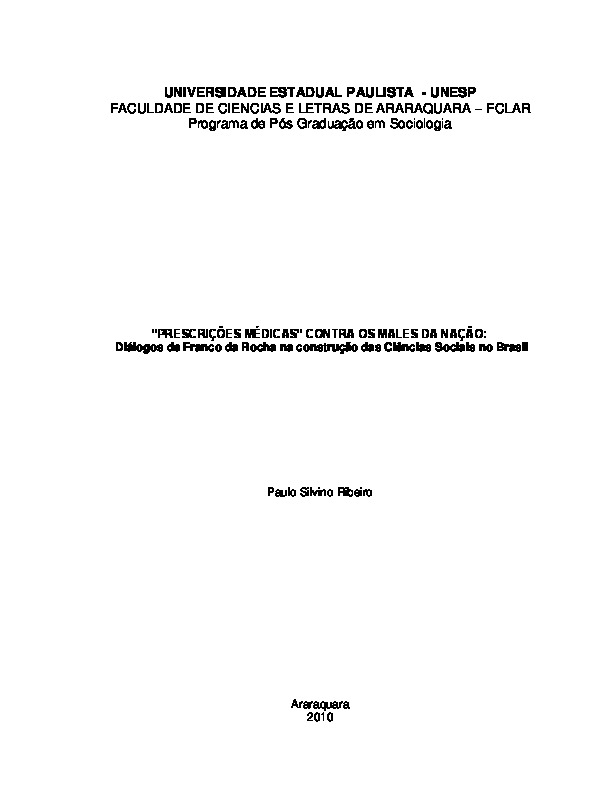 UNIVERSIDADE ESTADUAL PAULISTA - UNESP
FACULDADE DE CIENCIAS E LETRAS DE ARARAQUARA – FCLAR
Programa de Pós Graduação em Sociologia
"PRESCRIÇÕES MÉDICAS" CONTRA OS MALES DA NAÇÃO:
Diálogos de Franco da Rocha na construção das Ciências Sociais no Brasil
Paulo Silvino Ribeiro
Araraquara
2010